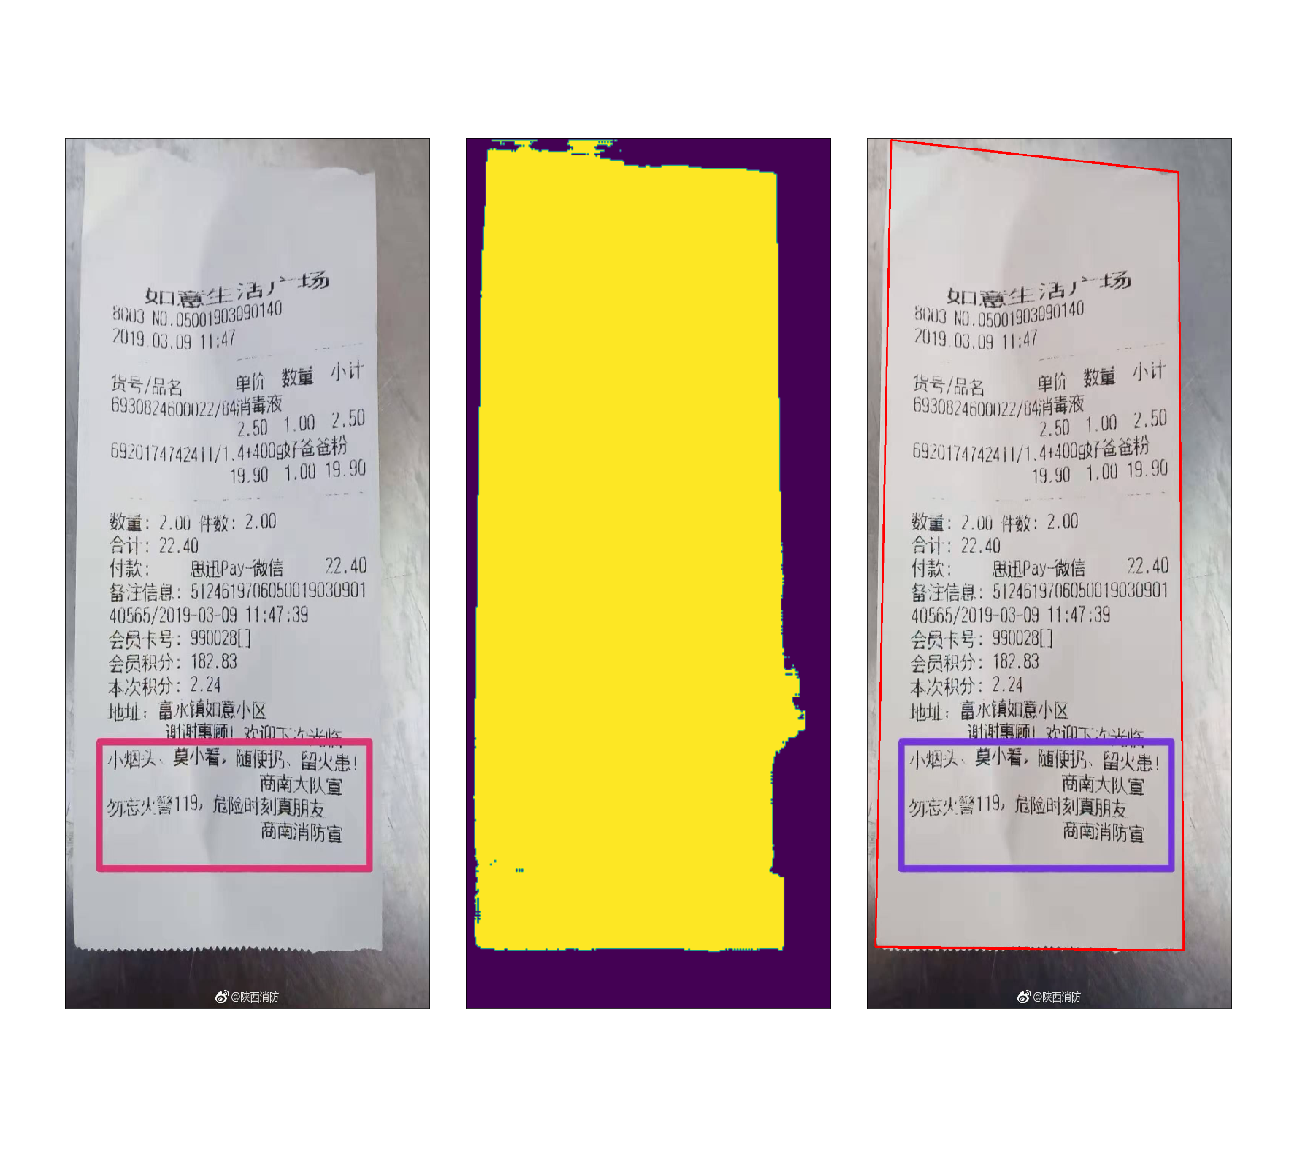 如意生活广场
8003 NO.05001903090140
2019.03.09 11:47
货号/品名 单价 数量 小计
6930824600022/84消毒液
2.50 1.00 2.50
6920174742411/1.4+400g好爸爸粉
19.90 1.00 19.90
数量: 2.00 件数: 2.00
合计: 22.40
付款: 思迅Pay-微信 22.40
备注信息: 5124619706050019030901
40565/2019-03-09 11:47:39
会员卡号: 990028[]
会员积分: 182.83
本次积分: 2.24
地址: 富水镇如意小区
谢谢惠顾! 欢迎下次光临
小烟头、莫小看,随便扔、留火患!
商南大队宣
勿忘火警119, 危险时刻真朋友
商南消防宣
@陕西消防
如意生活广场
8003 NO.05001903090140
2019.03.09 11:47
货号/品名 单价 数量 小计
6930824600022/84消毒液
2.50 1.00 2.50
6920174742411/1.4+400g好爸爸粉
19.90 1.00 19.90
数量: 2.00 件数: 2.00
合计: 22.40
付款: 思迅Pay-微信 22.40
备注信息: 5124619706050019030901
40565/2019-03-09 11:47:39
会员卡号: 990028[]
会员积分: 182.83
本次积分: 2.24
地址: 富水镇如意小区
谢谢惠顾! 欢迎下次光临
小烟头、莫小看,随便扔、留火患!
商南大队宣
勿忘火警119, 危险时刻真朋友
商南消防宣
@陕西消防